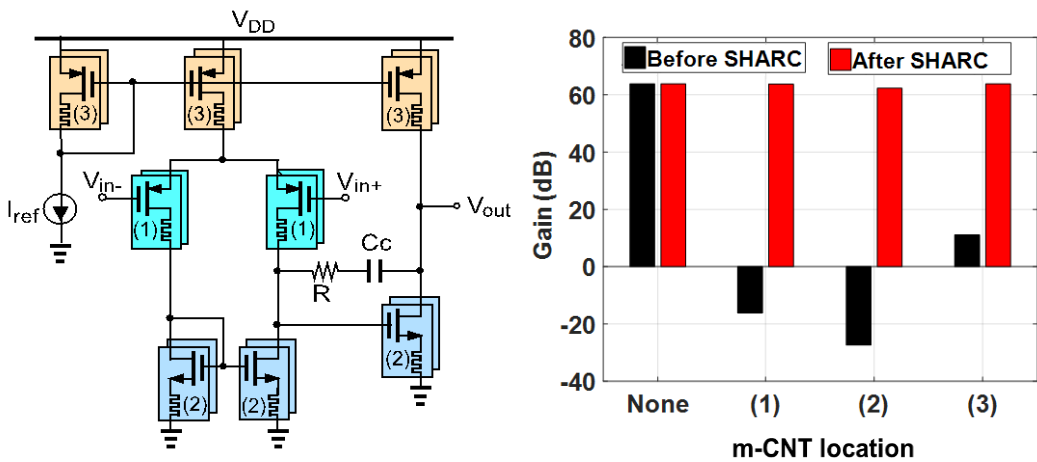 VDD
(3)
(3)
(3)
Vin-
Vin+
Iref
(1)
(1)
Vout
Cc
R
(2)
(2)
(2)
Before SHARC
After SHARC
80
60
40
20
0
-20
-40
Gain (dB)
None (1) (2) (3)
m-CNT location